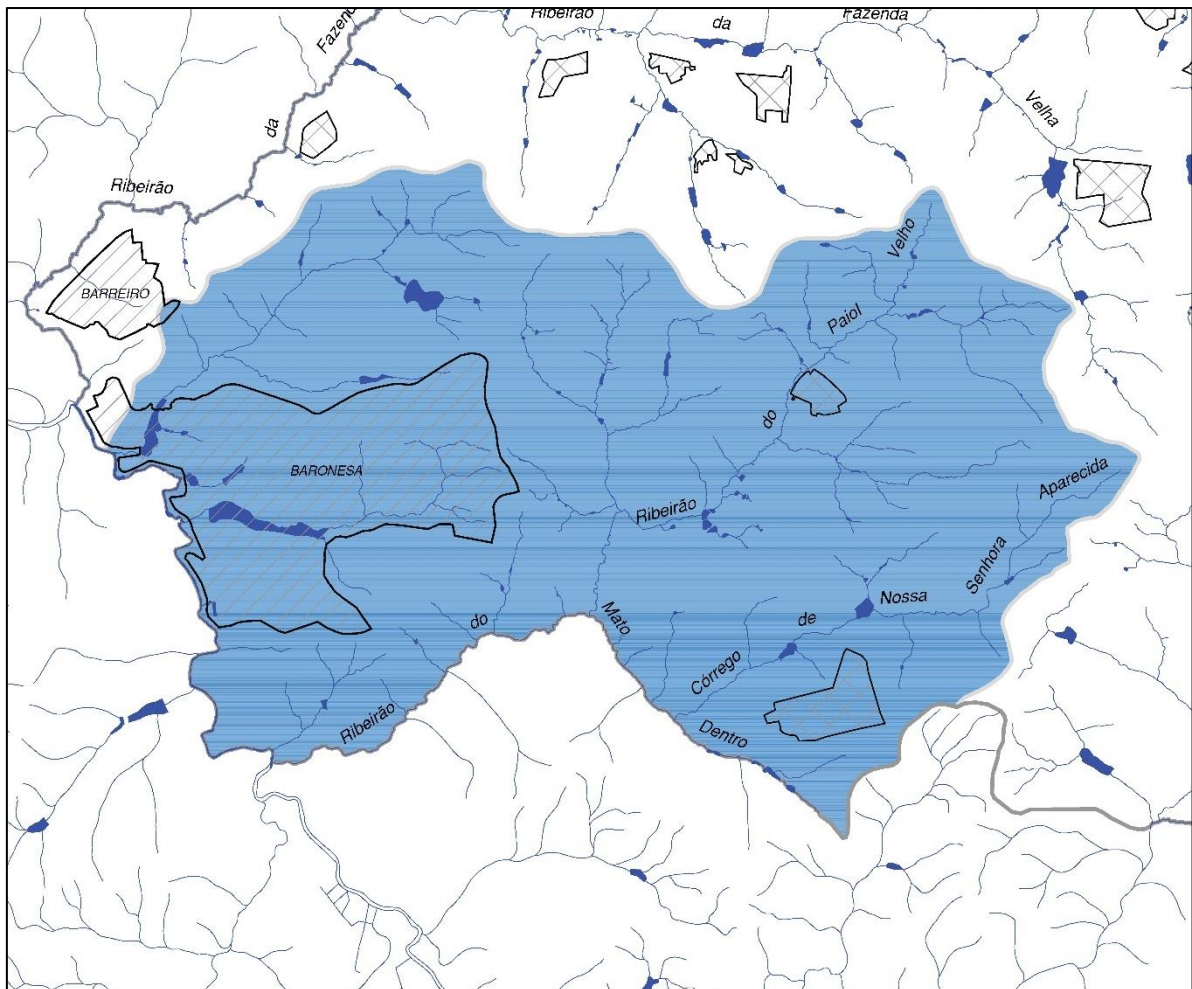 Ribeirão da Fazenda Velha
Ribeirão da Fazenda
BARREIRO
BARONESA
Ribeirão do Paiol Velho
Córrego de Nossa Senhora Aparecida
Ribeirão do Mato Dentro